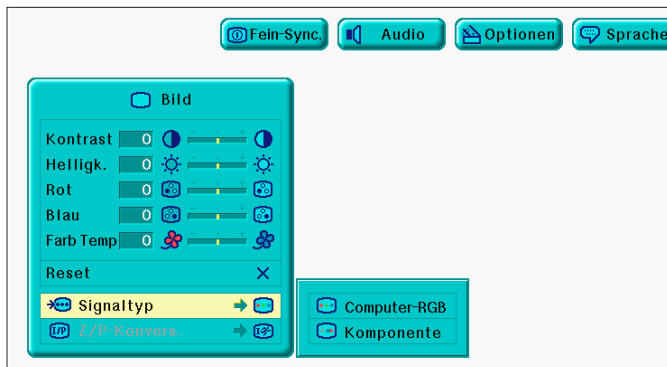 Fein-Sync. Audio Optionen Sprache
Bild
Kontrast 0
Helligk. 0
Rot 0
Blau 0
Farb Temp 0
Reset
Signaltyp
Computer-RGB
I/P Z/P-Konvers.
Komponente